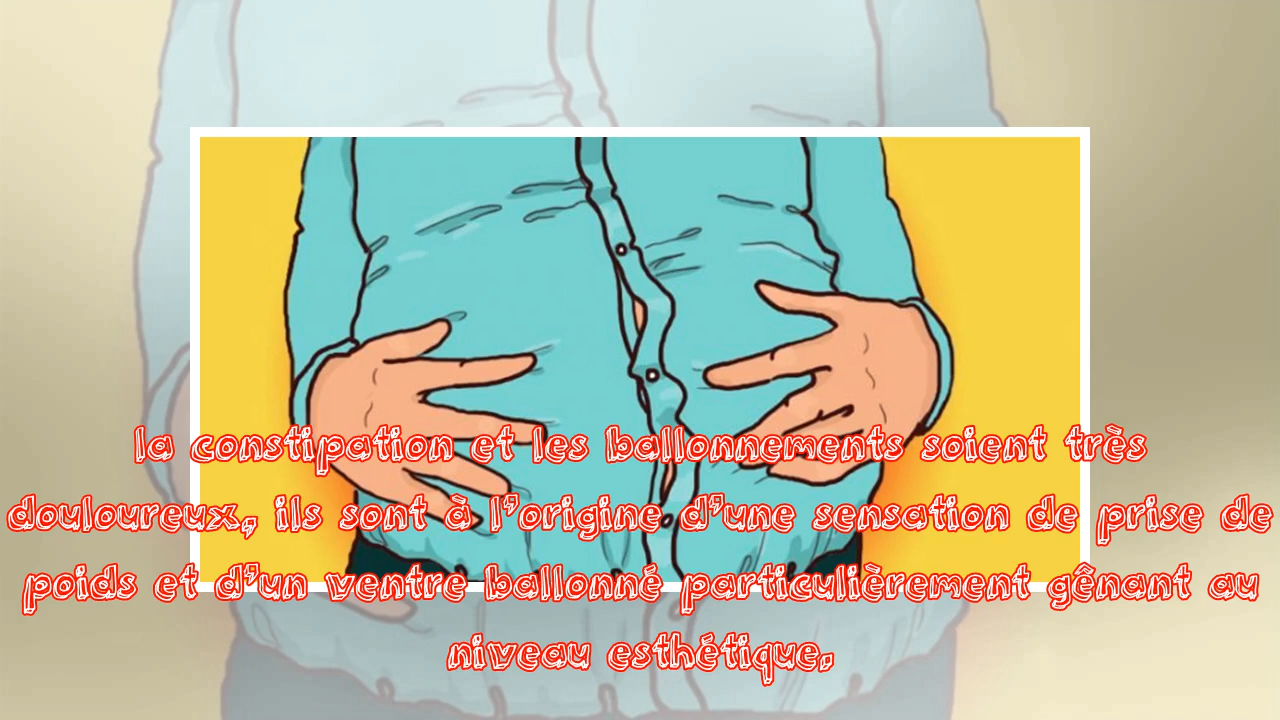 la constipation et les ballonnements soient très
douloureux, ils sont à l’origine d’une sensation de prise de
poids et d’un ventre ballonné particulièrement gênant au
niveau esthétique.